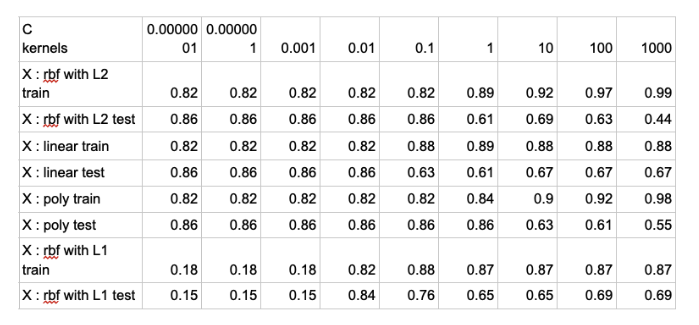 C 0.00000 0.00000
kernels 01 1 0.001 0.01 0.1 1 10 100 1000
X : rbf with L2
train 0.82 0.82 0.82 0.82 0.82 0.89 0.92 0.97 0.99
X : rbf with L2 test 0.86 0.86 0.86 0.86 0.86 0.61 0.69 0.63 0.44
X : linear train 0.82 0.82 0.82 0.82 0.88 0.89 0.88 0.88 0.88
X : linear test 0.86 0.86 0.86 0.86 0.63 0.61 0.67 0.67 0.67
X : poly train 0.82 0.82 0.82 0.82 0.82 0.84 0.9 0.92 0.98
X : poly test 0.86 0.86 0.86 0.86 0.86 0.86 0.63 0.61 0.55
X : rbf with L1
train 0.18 0.18 0.18 0.82 0.88 0.87 0.87 0.87 0.87
X : rbf with L1 test 0.15 0.15 0.15 0.84 0.76 0.65 0.65 0.69 0.69